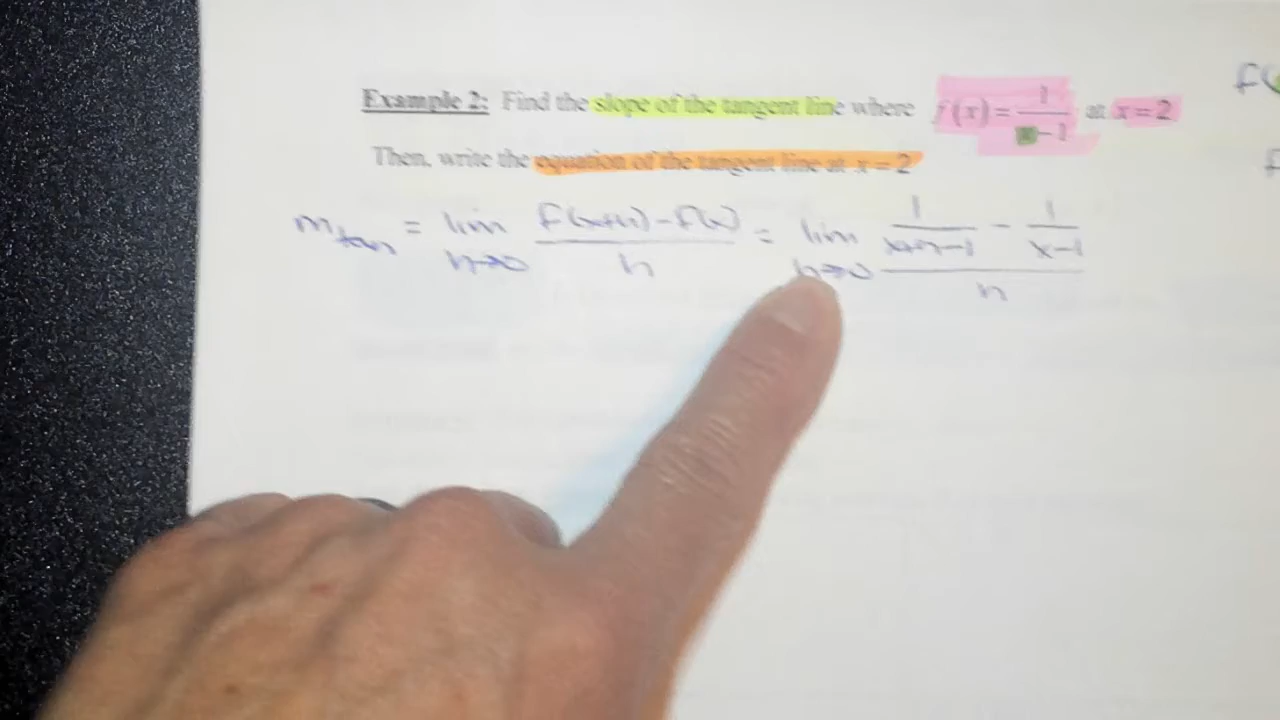 Example 2: Find the slope of the tangent line where f(x) = 1/(x-1) at x = 2
Then, write the equation of the tangent line at x = 2
m_tan = lim h→0 (f(x+h) - f(x))/h = lim h→0 (1/(x+h-1) - 1/(x-1))/h
f(